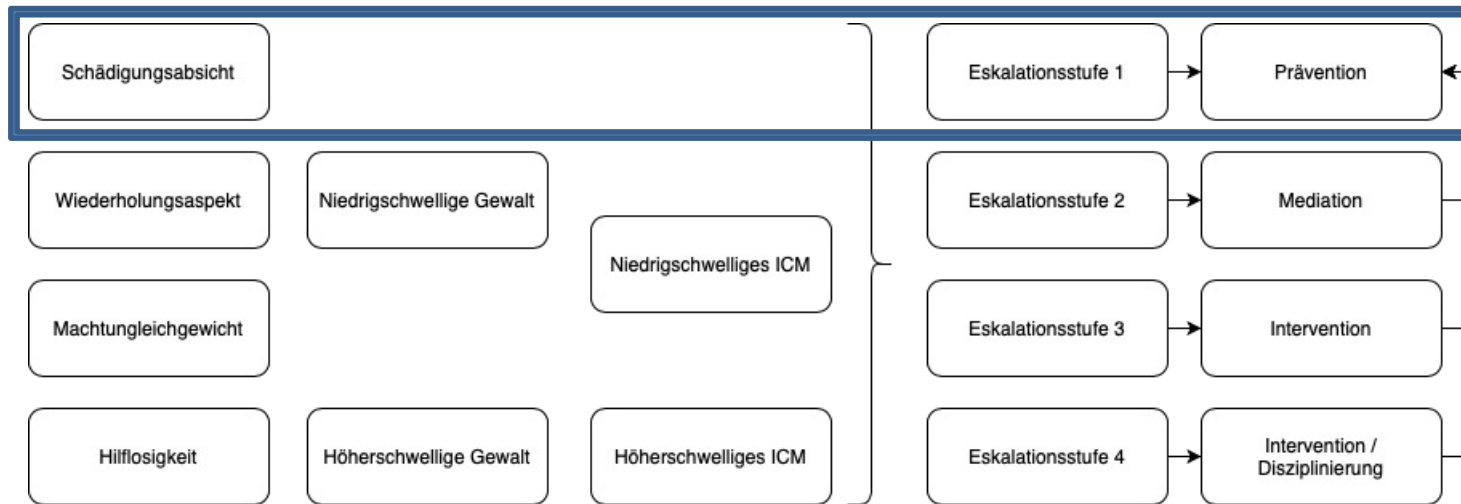 Schädigungsabsicht
Eskalationsstufe 1
Prävention
Wiederholungsaspekt
Niedrigschwellige Gewalt
Eskalationsstufe 2
Mediation
Niedrigschwelliges ICM
Machtungleichgewicht
Eskalationsstufe 3
Intervention
Hilflosigkeit
Höherschwellige Gewalt
Höherschwelliges ICM
Eskalationsstufe 4
Intervention /
Disziplinierung